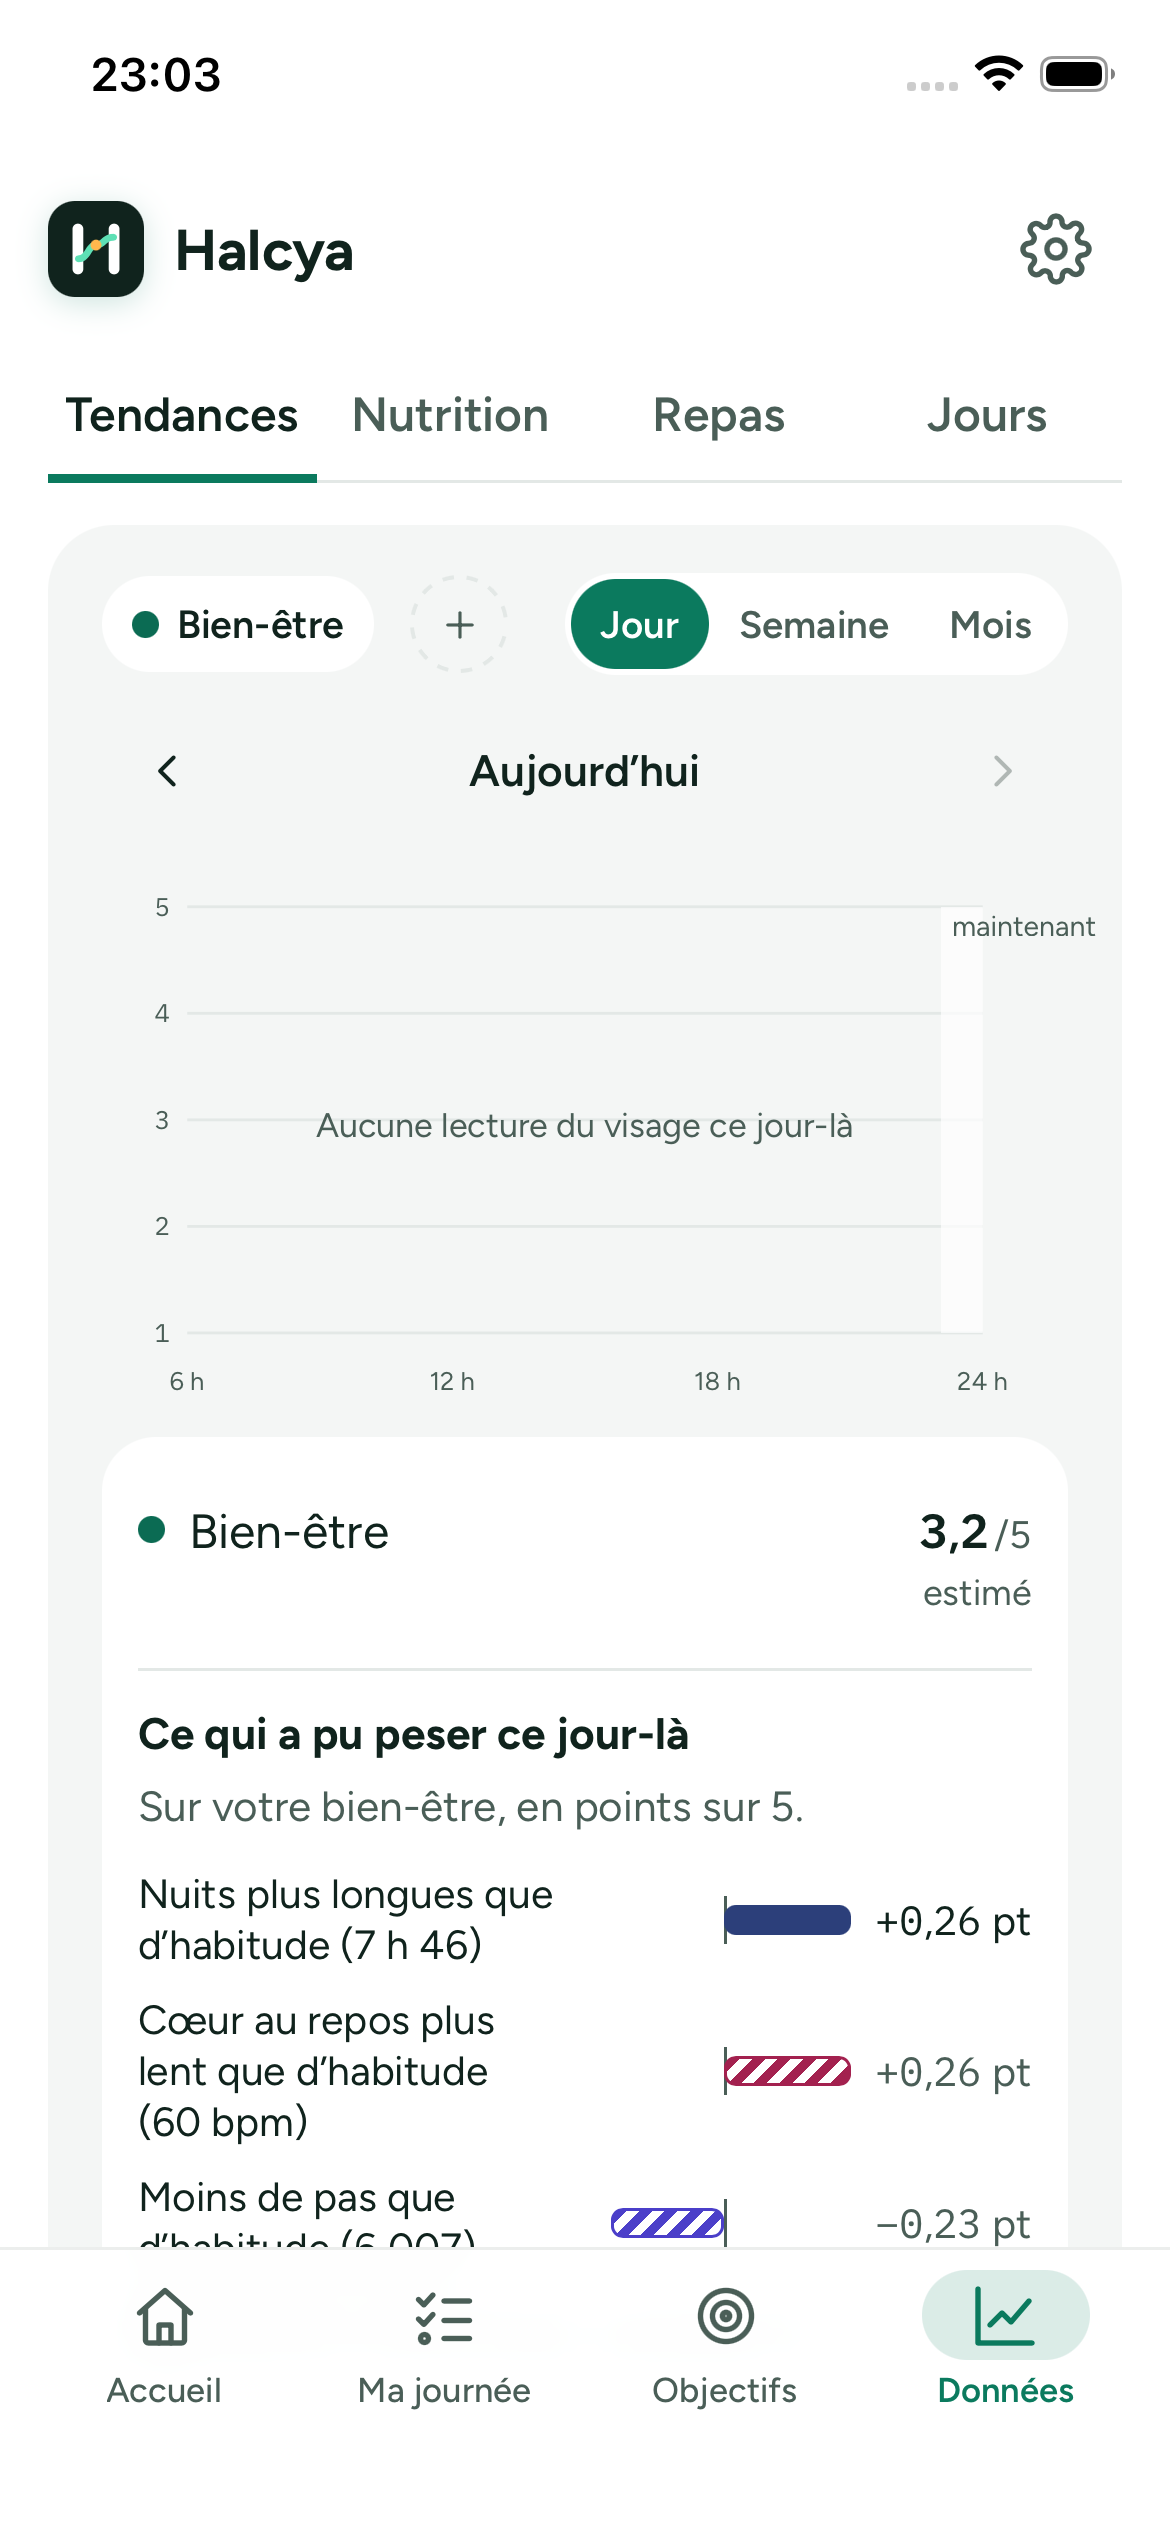 23:03
Halcya
Tendances
Nutrition
Repas
Jours
Bien-être
+
Jour
Semaine
Mois
Aujourd’hui
5
maintenant
4
3
Aucune lecture du visage ce jour-là
2
1
6 h
12 h
18 h
24 h
Bien-être
3,2 /5
estimé
Ce qui a pu peser ce jour-là
Sur votre bien-être, en points sur 5.
Nuits plus longues que
d’habitude (7 h 46)
+0,26 pt
Cœur au repos plus
lent que d’habitude
(60 bpm)
+0,26 pt
Moins de pas que
d’habitude (6 007)
−0,23 pt
Accueil
Ma journée
Objectifs
Données